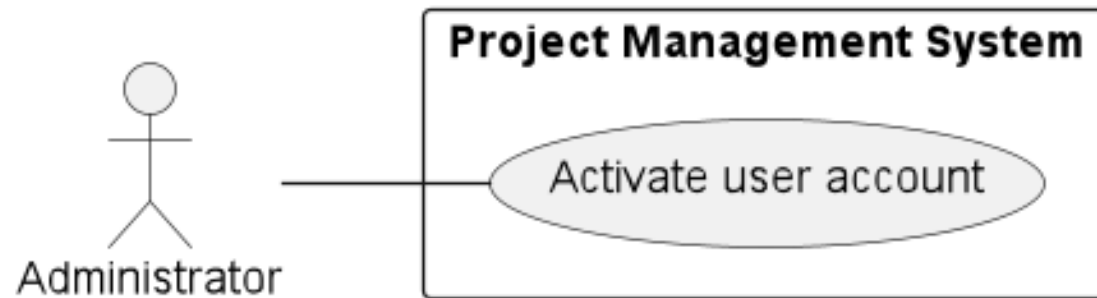 Project Management System
Activate user account
Administrator